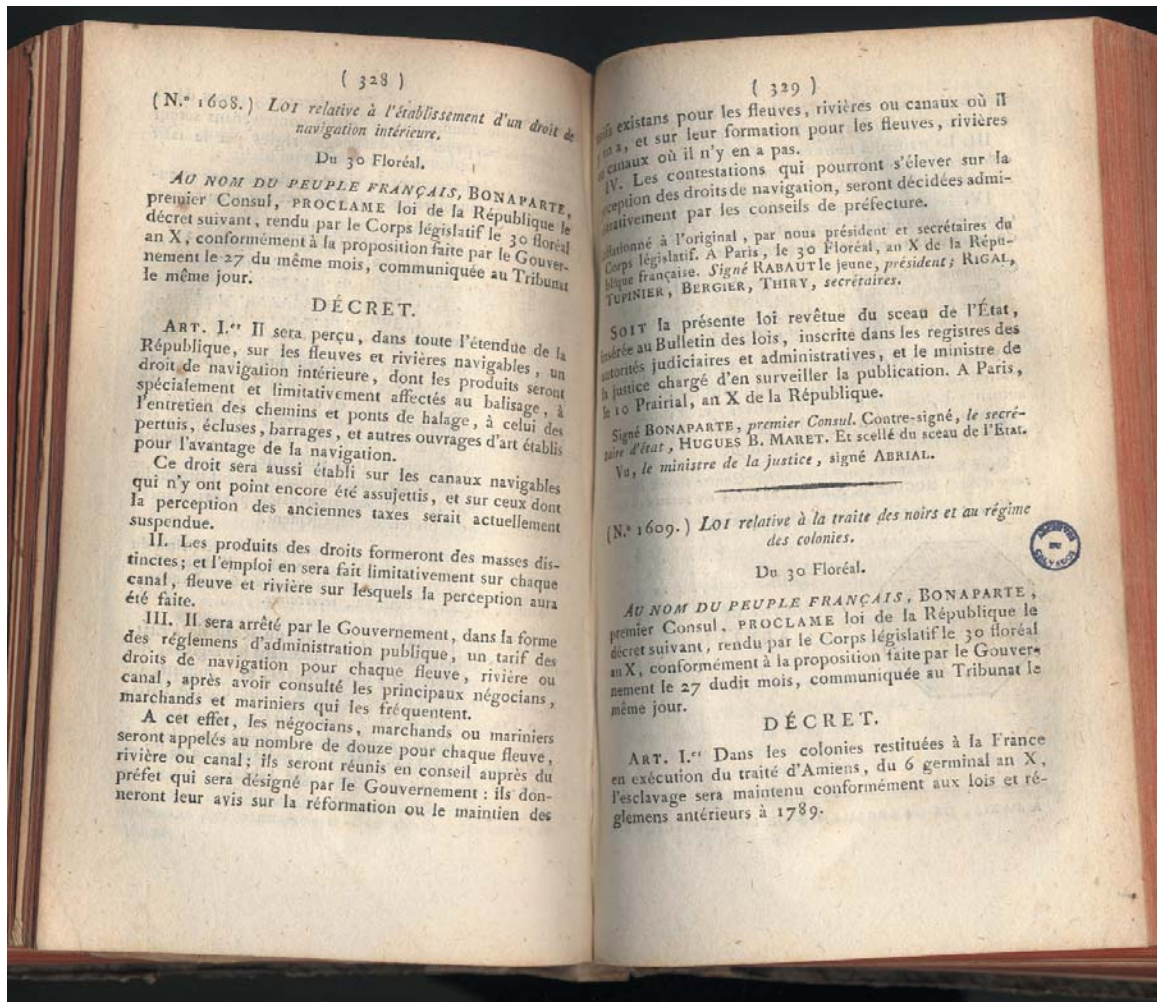 ( 328 )
( N.° 1608. ) LOI relative à l'établissement d'un droit de
navigation intérieure.
Du 30 Floréal.
AU NOM DU PEUPLE FRANÇAIS, BONAPARTE,
premier Consul, PROCLAME loi de la République le
décret suivant, rendu par le Corps législatif le 30 floréal
an X, conformément à la proposition faite par le Gouver-
nement le 27 du même mois, communiquée au Tribunat
le même jour.
DÉCRET.
ART. I.er Il sera perçu, dans toute l'étendue de la
République, sur les fleuves et rivières navigables, un
droit de navigation intérieure, dont les produits seront
spécialement et limitativement affectés au balisage, à
l'entretien des chemins et ponts de halage, à celui des
pertuis, écluses, barrages, et autres ouvrages d'art établis
pour l'avantage de la navigation.
Ce droit sera aussi établi sur les canaux navigables
qui n'y ont point encore été assujettis, et sur ceux dont
la perception des anciennes taxes serait actuellement
suspendue.
II. Les produits des droits formeront des masses dis-
tinctes; et l'emploi en sera fait limitativement sur chaque
canal, fleuve et rivière sur lesquels la perception aura
été faite.
III. Il sera arrêté par le Gouvernement, dans la forme
des réglemens d'administration publique, un tarif des
droits de navigation pour chaque fleuve, rivière ou
canal, après avoir consulté les principaux négocians,
marchands et mariniers qui les fréquentent.
A cet effet, les négocians, marchands ou mariniers
seront appelés au nombre de douze pour chaque fleuve,
rivière ou canal; ils seront réunis en conseil auprès du
préfet qui sera désigné par le Gouvernement : ils don-
neront leur avis sur la réformation ou le maintien des
( 329 )
existans pour les fleuves, rivières ou canaux où il
en a, et sur leur formation pour les fleuves, rivières
canaux où il n'y en a pas.
IV. Les contestations qui pourront s'élever sur la
des droits de navigation, seront décidées admi-
par les conseils de préfecture.
à l'original, par nous président et secrétaires du
Corps législatif. A Paris, le 30 Floréal, an X de la Répu-
blique française. Signé RABAUT le jeune, président; RIGAL,
TUPINIER, BERGIER, THIRY, secrétaires.
SOIT la présente loi revêtue du sceau de l'État,
insérée au Bulletin des lois, inscrite dans les registres des
autorités judiciaires et administratives, et le ministre de
la justice chargé d'en surveiller la publication. A Paris,
le 10 Prairial, an X de la République.
Signé BONAPARTE, premier Consul. Contre-signé, le secré-
taire d'état, HUGUES B. MARET. Et scellé du sceau de l'État.
Vu, le ministre de la justice, signé ABRIAL.
(N.° 1609.) LOI relative à la traite des noirs et au régime
des colonies.
Du 30 Floréal.
AU NOM DU PEUPLE FRANÇAIS, BONAPARTE,
premier Consul, PROCLAME loi de la République le
décret suivant, rendu par le Corps législatif le 30 floréal
an X, conformément à la proposition faite par le Gouver-
nement le 27 dudit mois, communiquée au Tribunat le
même jour.
DÉCRET.
ART. I.er Dans les colonies restituées à la France
en exécution du traité d'Amiens, du 6 germinal an X,
l'esclavage sera maintenu conformément aux lois et ré-
glemens antérieurs à 1789.
ARCHIVES
DU
CALVADOS